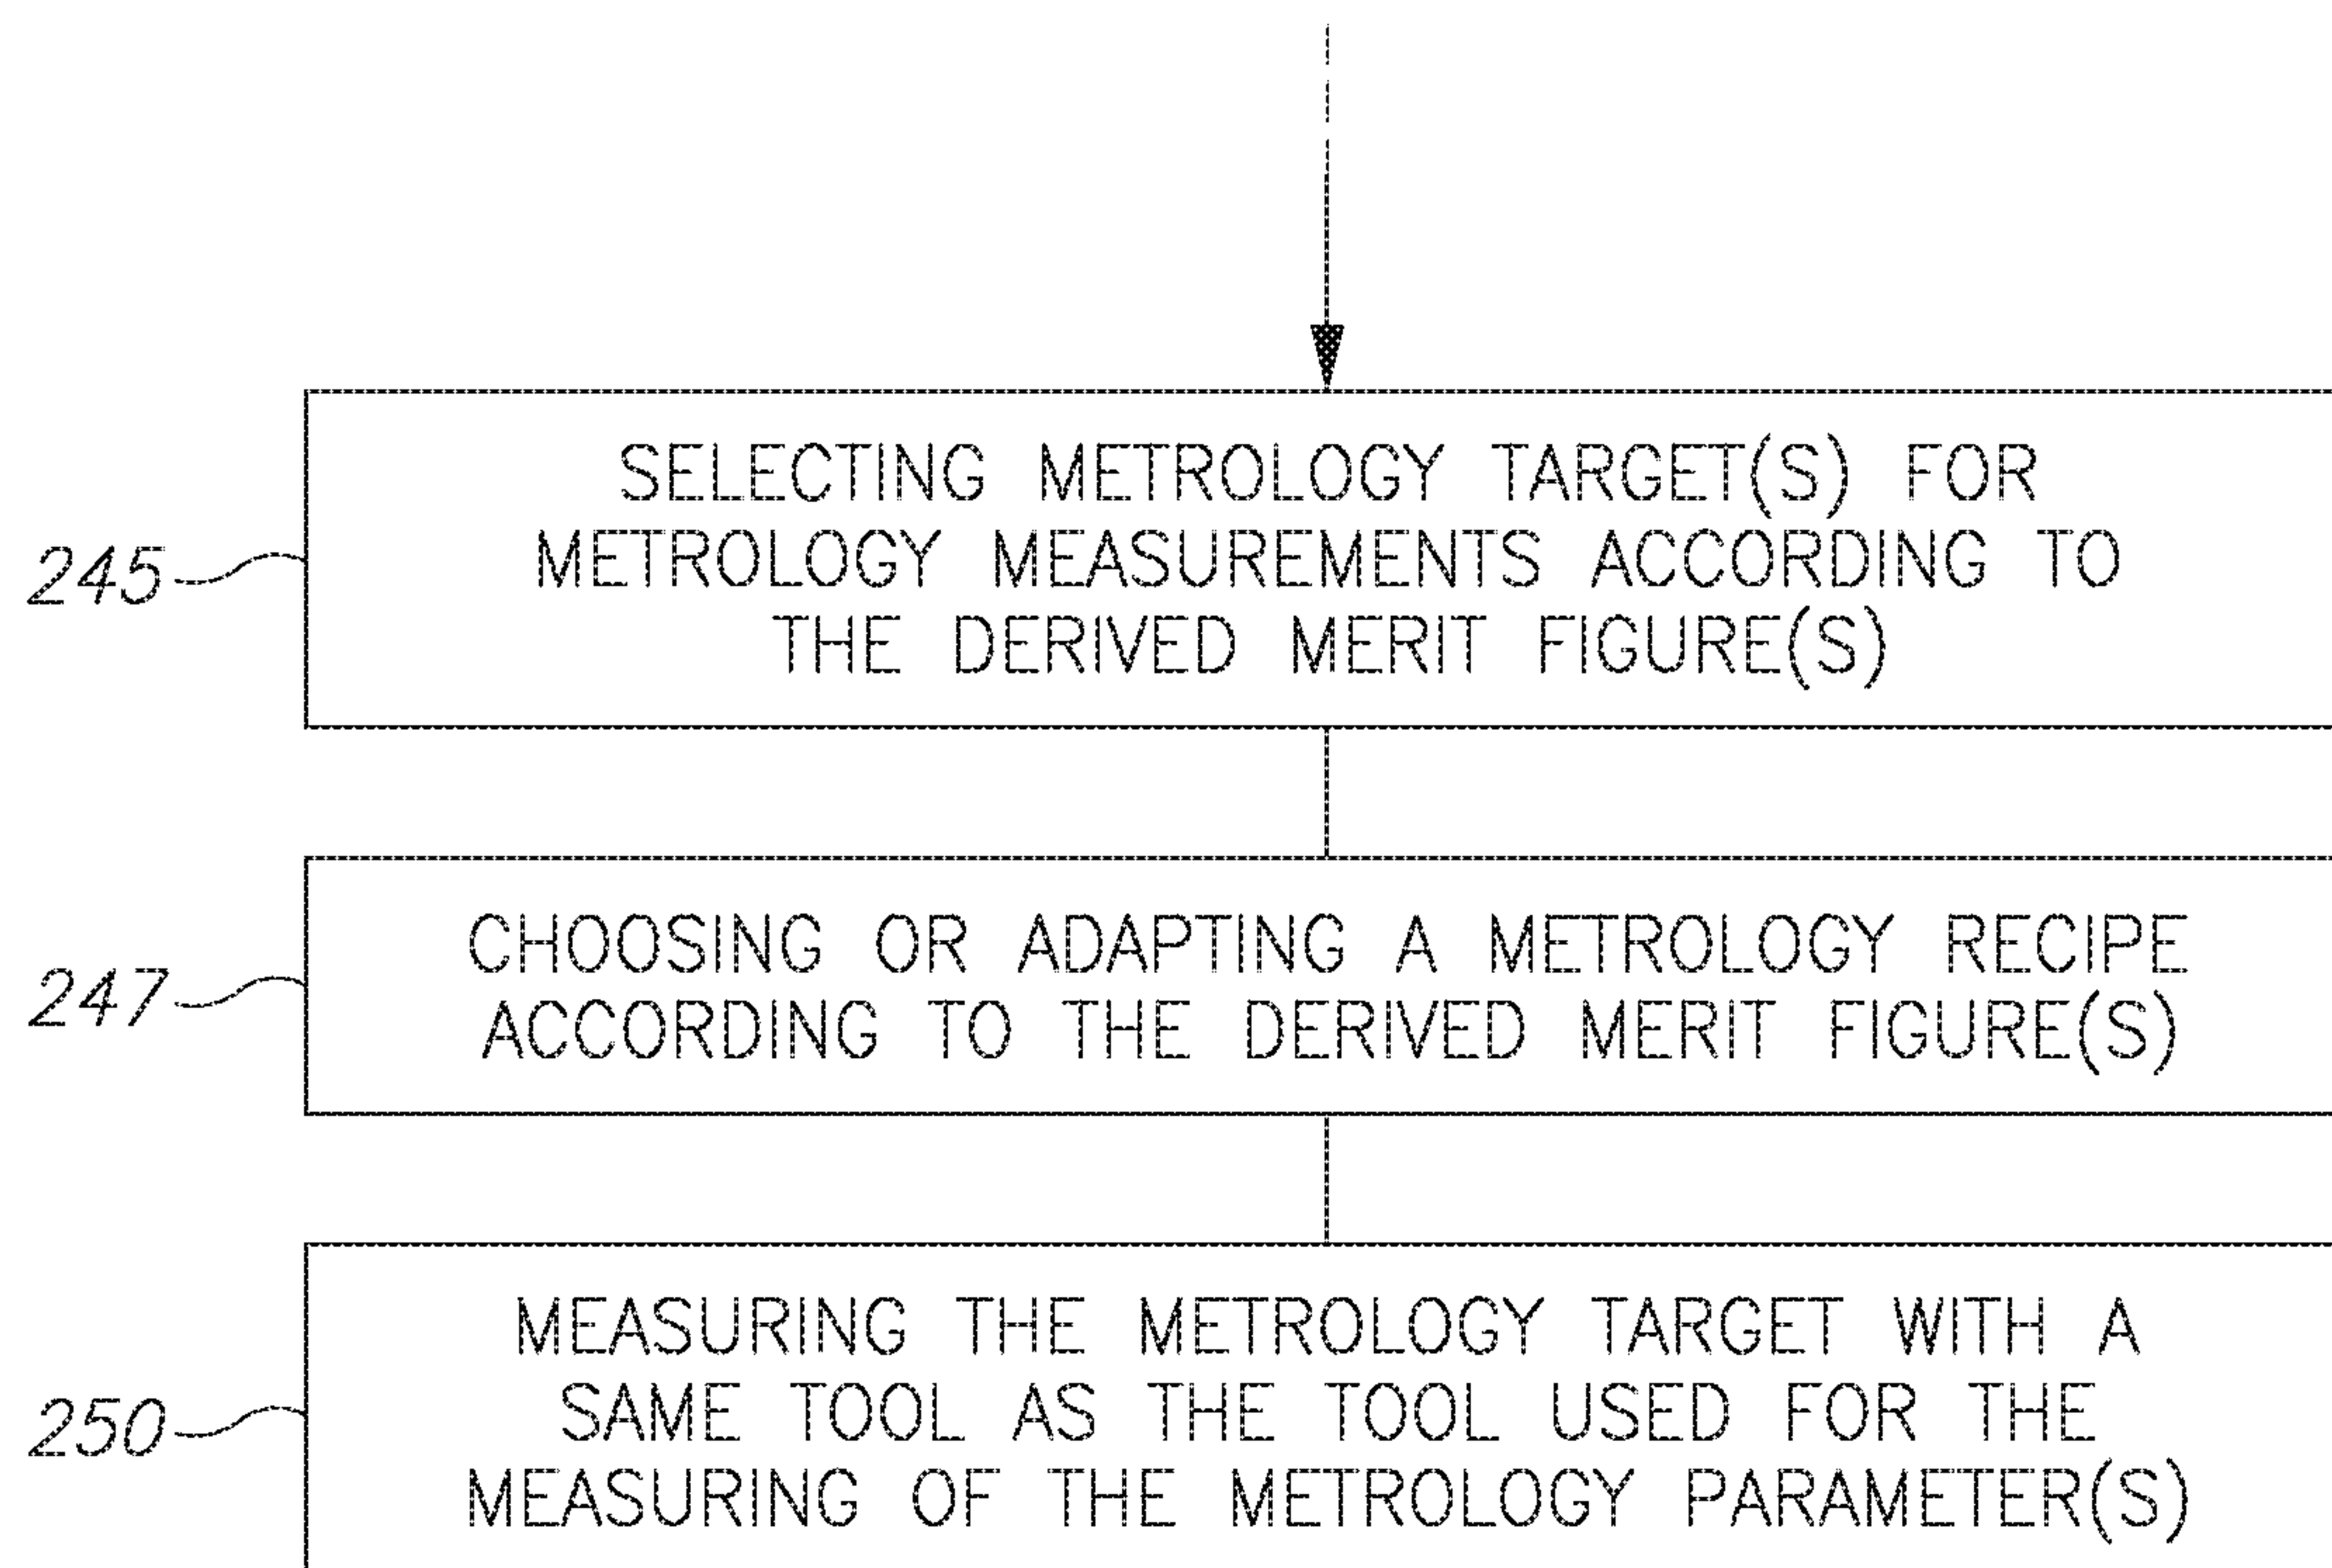 SELECTING METROLOGY TARGET(S) FOR
METROLOGY MEASUREMENTS ACCORDING TO
THE DERIVED MERIT FIGURE(S)
245
CHOOSING OR ADAPTING A METROLOGY RECIPE
ACCORDING TO THE DERIVED MERIT FIGURE(S)
247
MEASURING THE METROLOGY TARGET WITH A
SAME TOOL AS THE TOOL USED FOR THE
MEASURING OF THE METROLOGY PARAMETER(S)
250